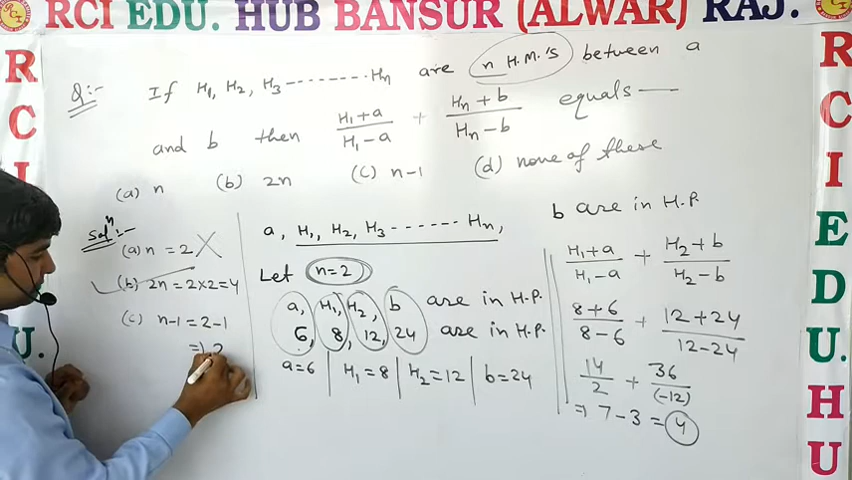 RCI EDU. HUB BANSUR (ALWAR) RAJ.
R
C
I
U.
R
C
I
E
D
U.
H
U
Q:- If H₁, H₂, H₃ -------- Hn are n H.M.'s between a
and b then (H₁+a)/(H₁-a) + (Hn+b)/(Hn-b) equals ——
(a) n (b) 2n (c) n-1 (d) none of these
Solⁿ:-
(a) n = 2 ✗
(b) 2n = 2×2 = 4
(c) n-1 = 2-1
a, H₁, H₂, H₃ ------ Hn, b are in H.P.
Let n=2
a, H₁, H₂, b are in H.P.
6, 8, 12, 24 are in H.P.
a=6 | H₁=8 | H₂=12 | b=24
(H₁+a)/(H₁-a) + (H₂+b)/(H₂-b)
(8+6)/(8-6) + (12+24)/(12-24)
14/2 + 36/(-12)
⇒ 7-3 = 4